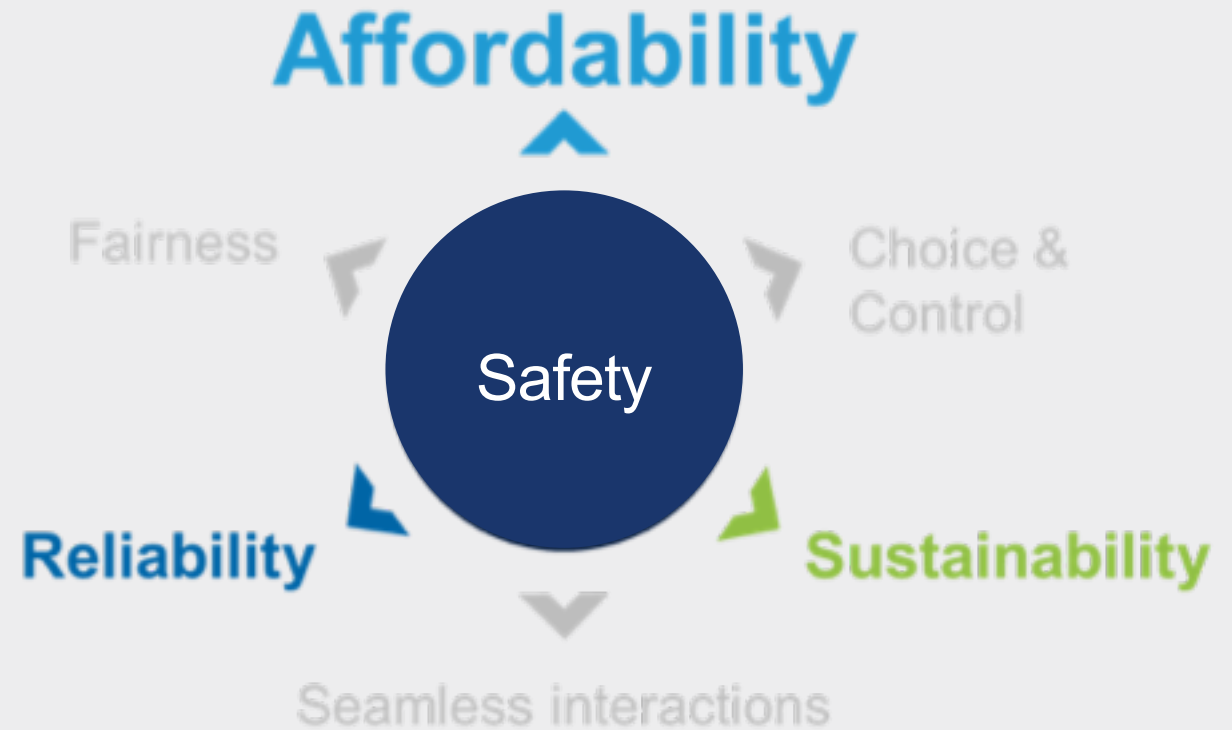 Affordability
Fairness
Choice &
Control
Safety
Reliability
Sustainability
Seamless interactions